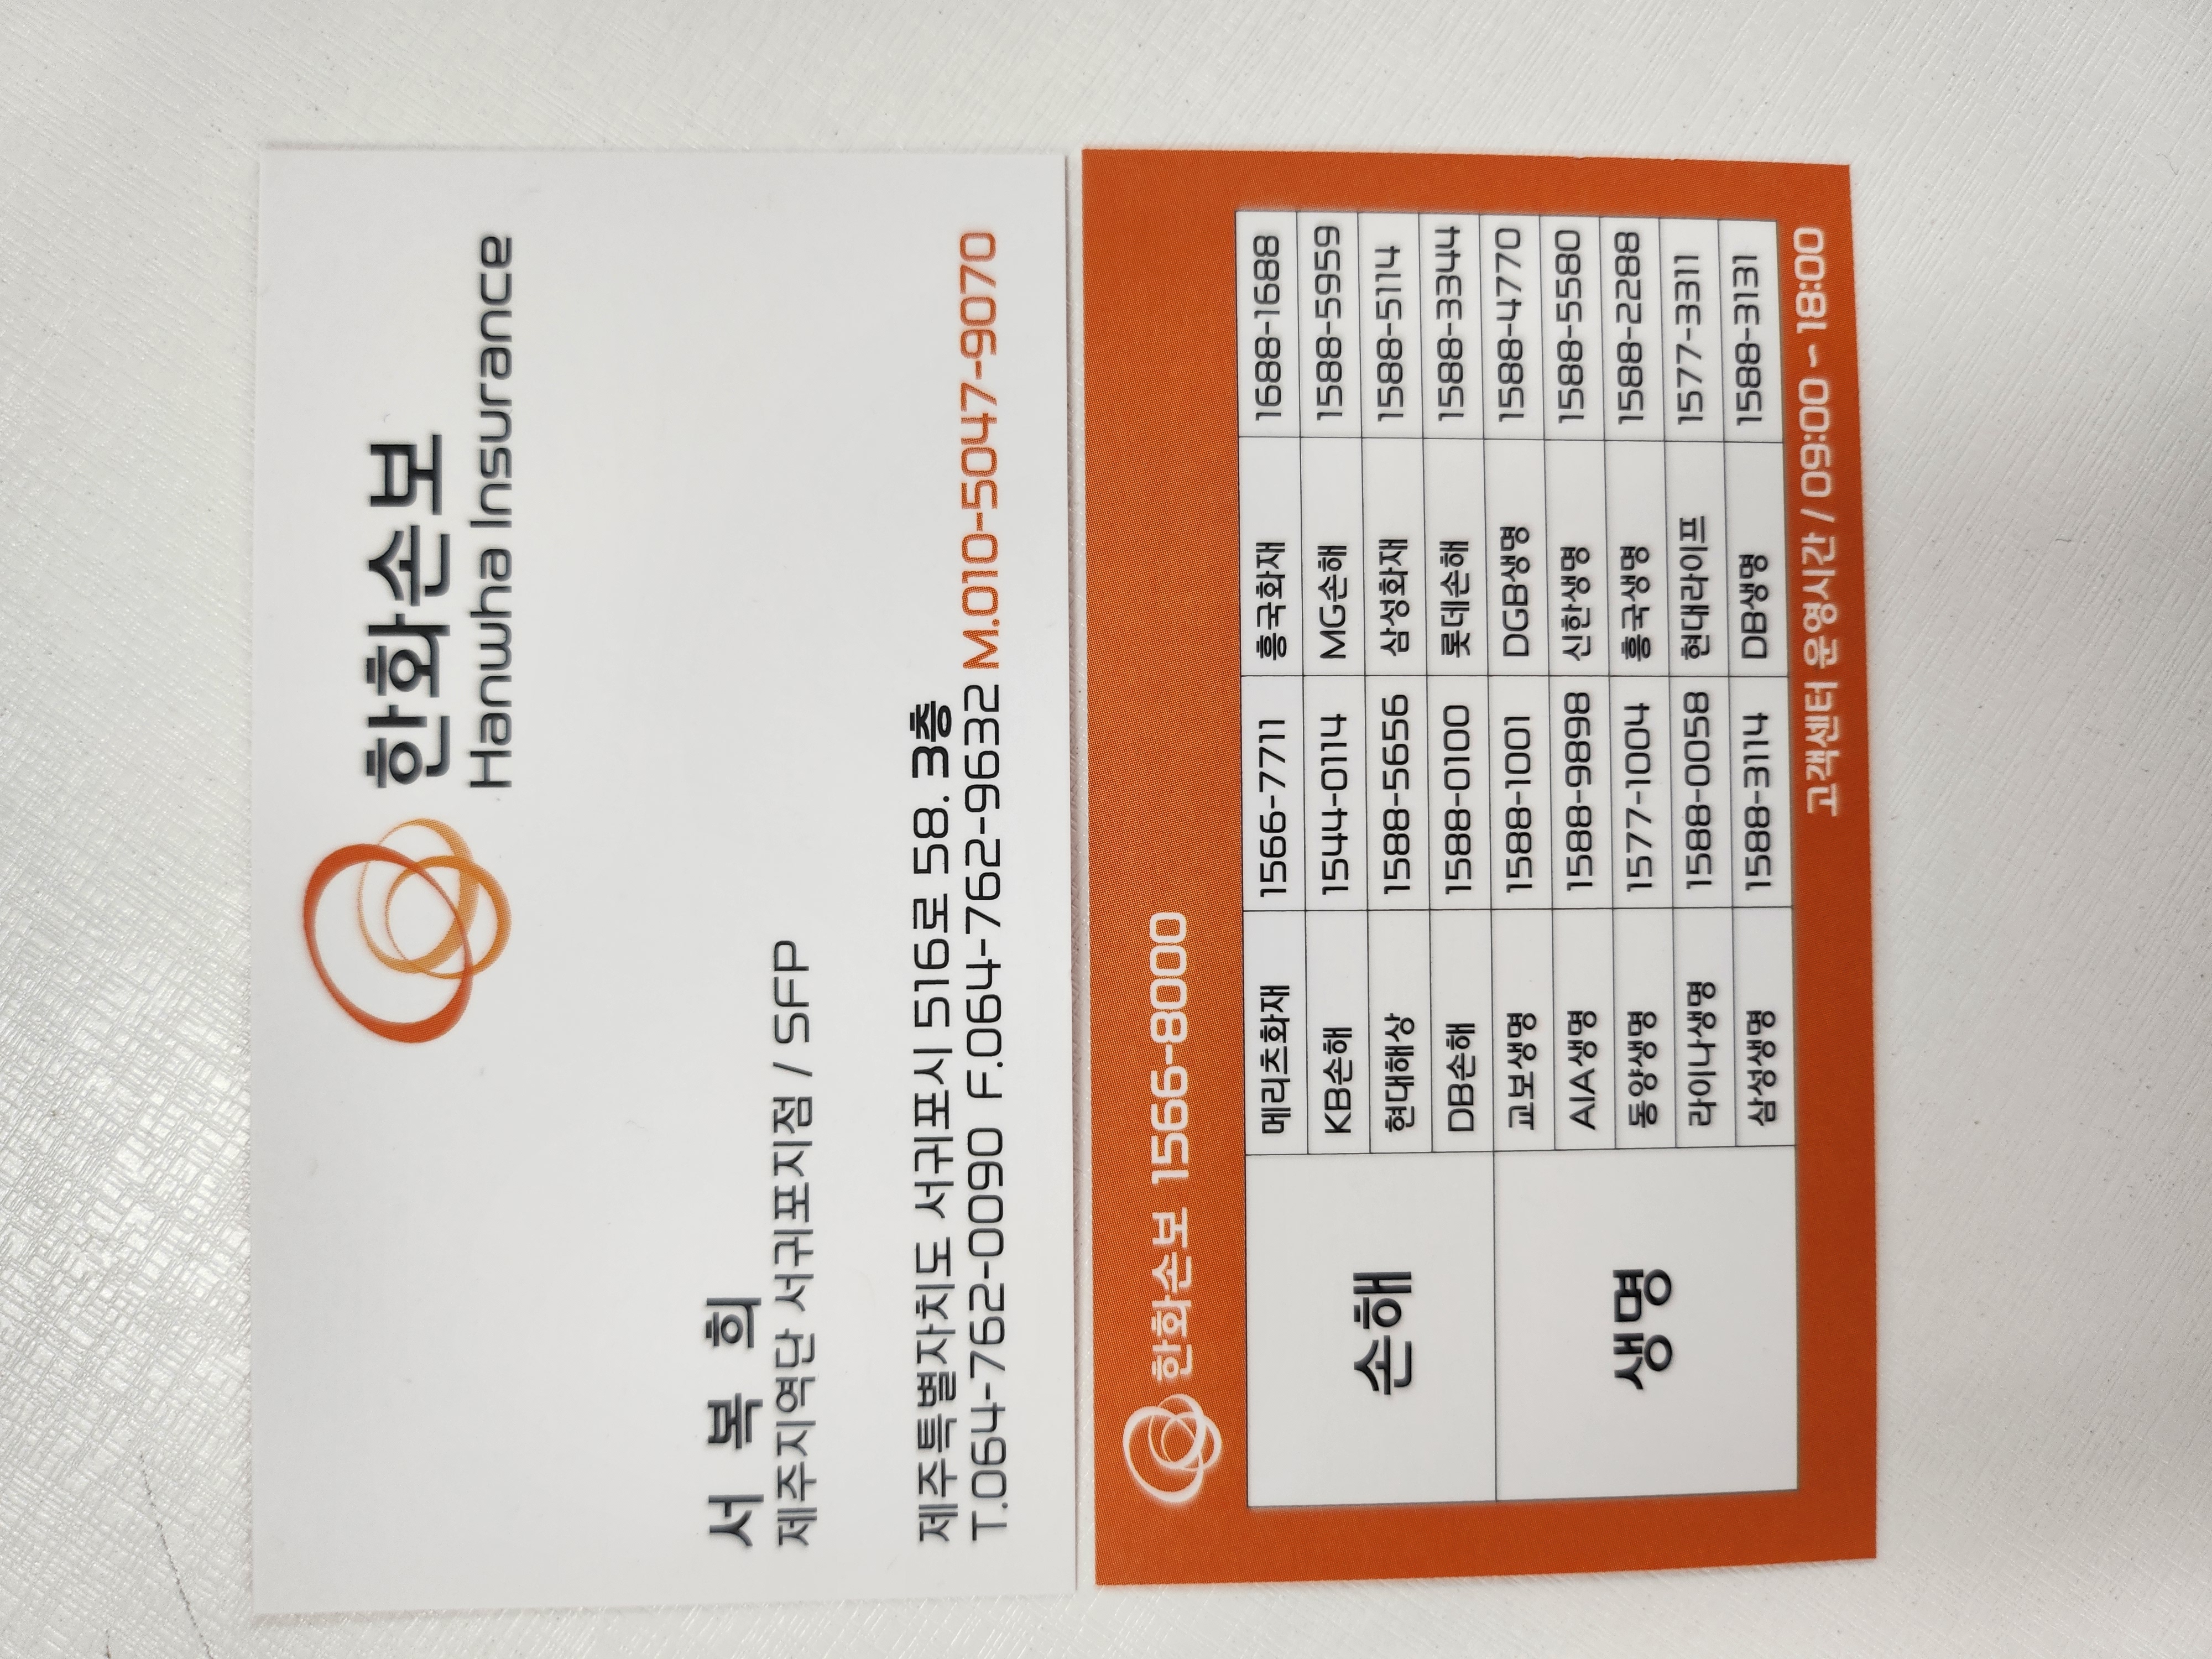 한화손보
Hanwha Insurance
서 복 희
제주지역단 서귀포지점 / SFP
제주특별자치도 서귀포시 516로 58. 3층
T.064-762-0090 F.064-762-9632 M.010-5047-9070
한화손보 1566-8000
손해
메리츠화재 1566-7711 흥국화재 1688-1688
KB손해 1544-0114 MG손해 1588-5959
현대해상 1588-5656 삼성화재 1588-5114
DB손해 1588-0100 롯데손해 1588-3344
생명
교보생명 1588-1001 DGB생명 1588-4770
AIA생명 1588-9898 신한생명 1588-5580
동양생명 1577-1004 흥국생명 1588-2288
라이나생명 1588-0058 현대라이프 1577-3311
삼성생명 1588-3114 DB생명 1588-3131
고객센터 운영시간 / 09:00 ~ 18:00